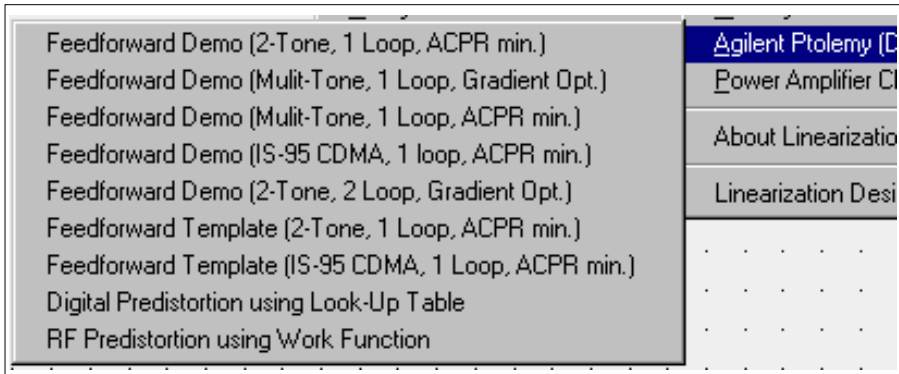 Feedforward Demo (2-Tone, 1 Loop, ACPR min.)
Feedforward Demo (Mulit-Tone, 1 Loop, Gradient Opt.)
Feedforward Demo (Mulit-Tone, 1 Loop, ACPR min.)
Feedforward Demo (IS-95 CDMA, 1 loop, ACPR min.)
Feedforward Demo (2-Tone, 2 Loop, Gradient Opt.)
Feedforward Template (2-Tone, 1 Loop, ACPR min.)
Feedforward Template (IS-95 CDMA, 1 Loop, ACPR min.)
Digital Predistortion using Look-Up Table
RF Predistortion using Work Function
Agilent Ptolemy (D
Power Amplifier Cl
About Linearizatio
Linearization Desi